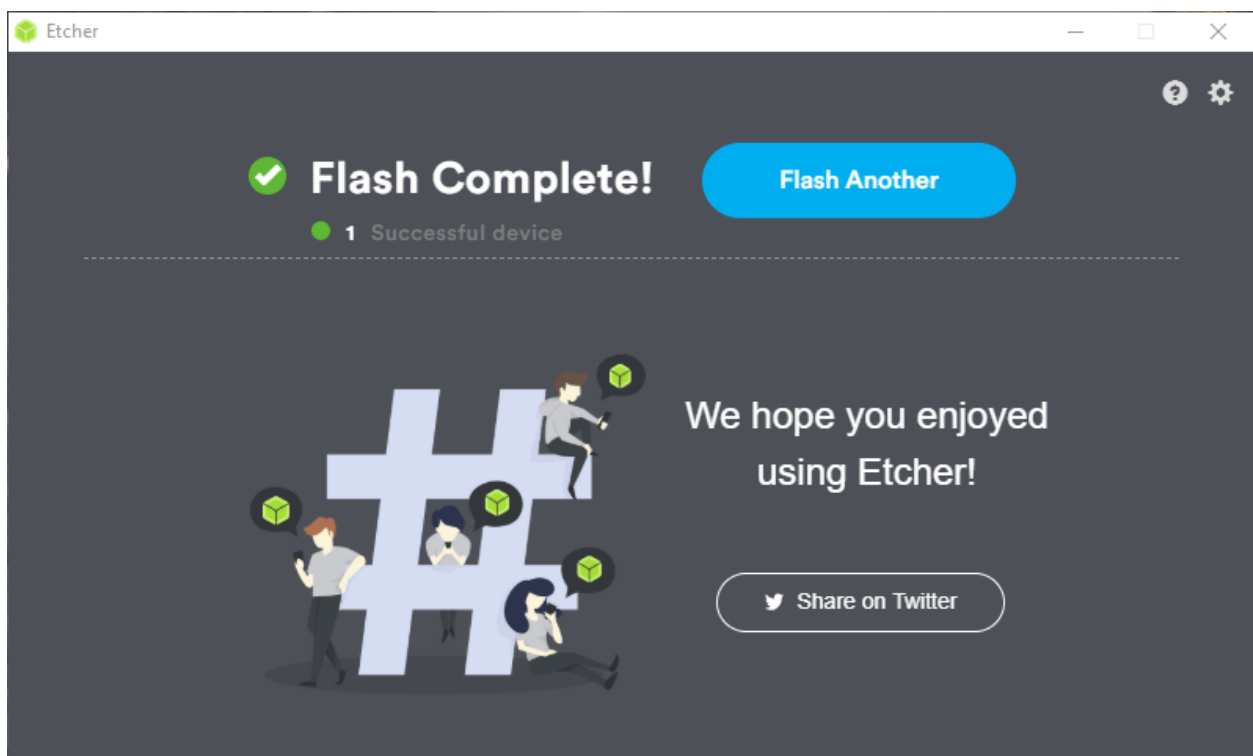 Etcher
Flash Complete!
Flash Another
1 Successful device
We hope you enjoyed
using Etcher!
Share on Twitter